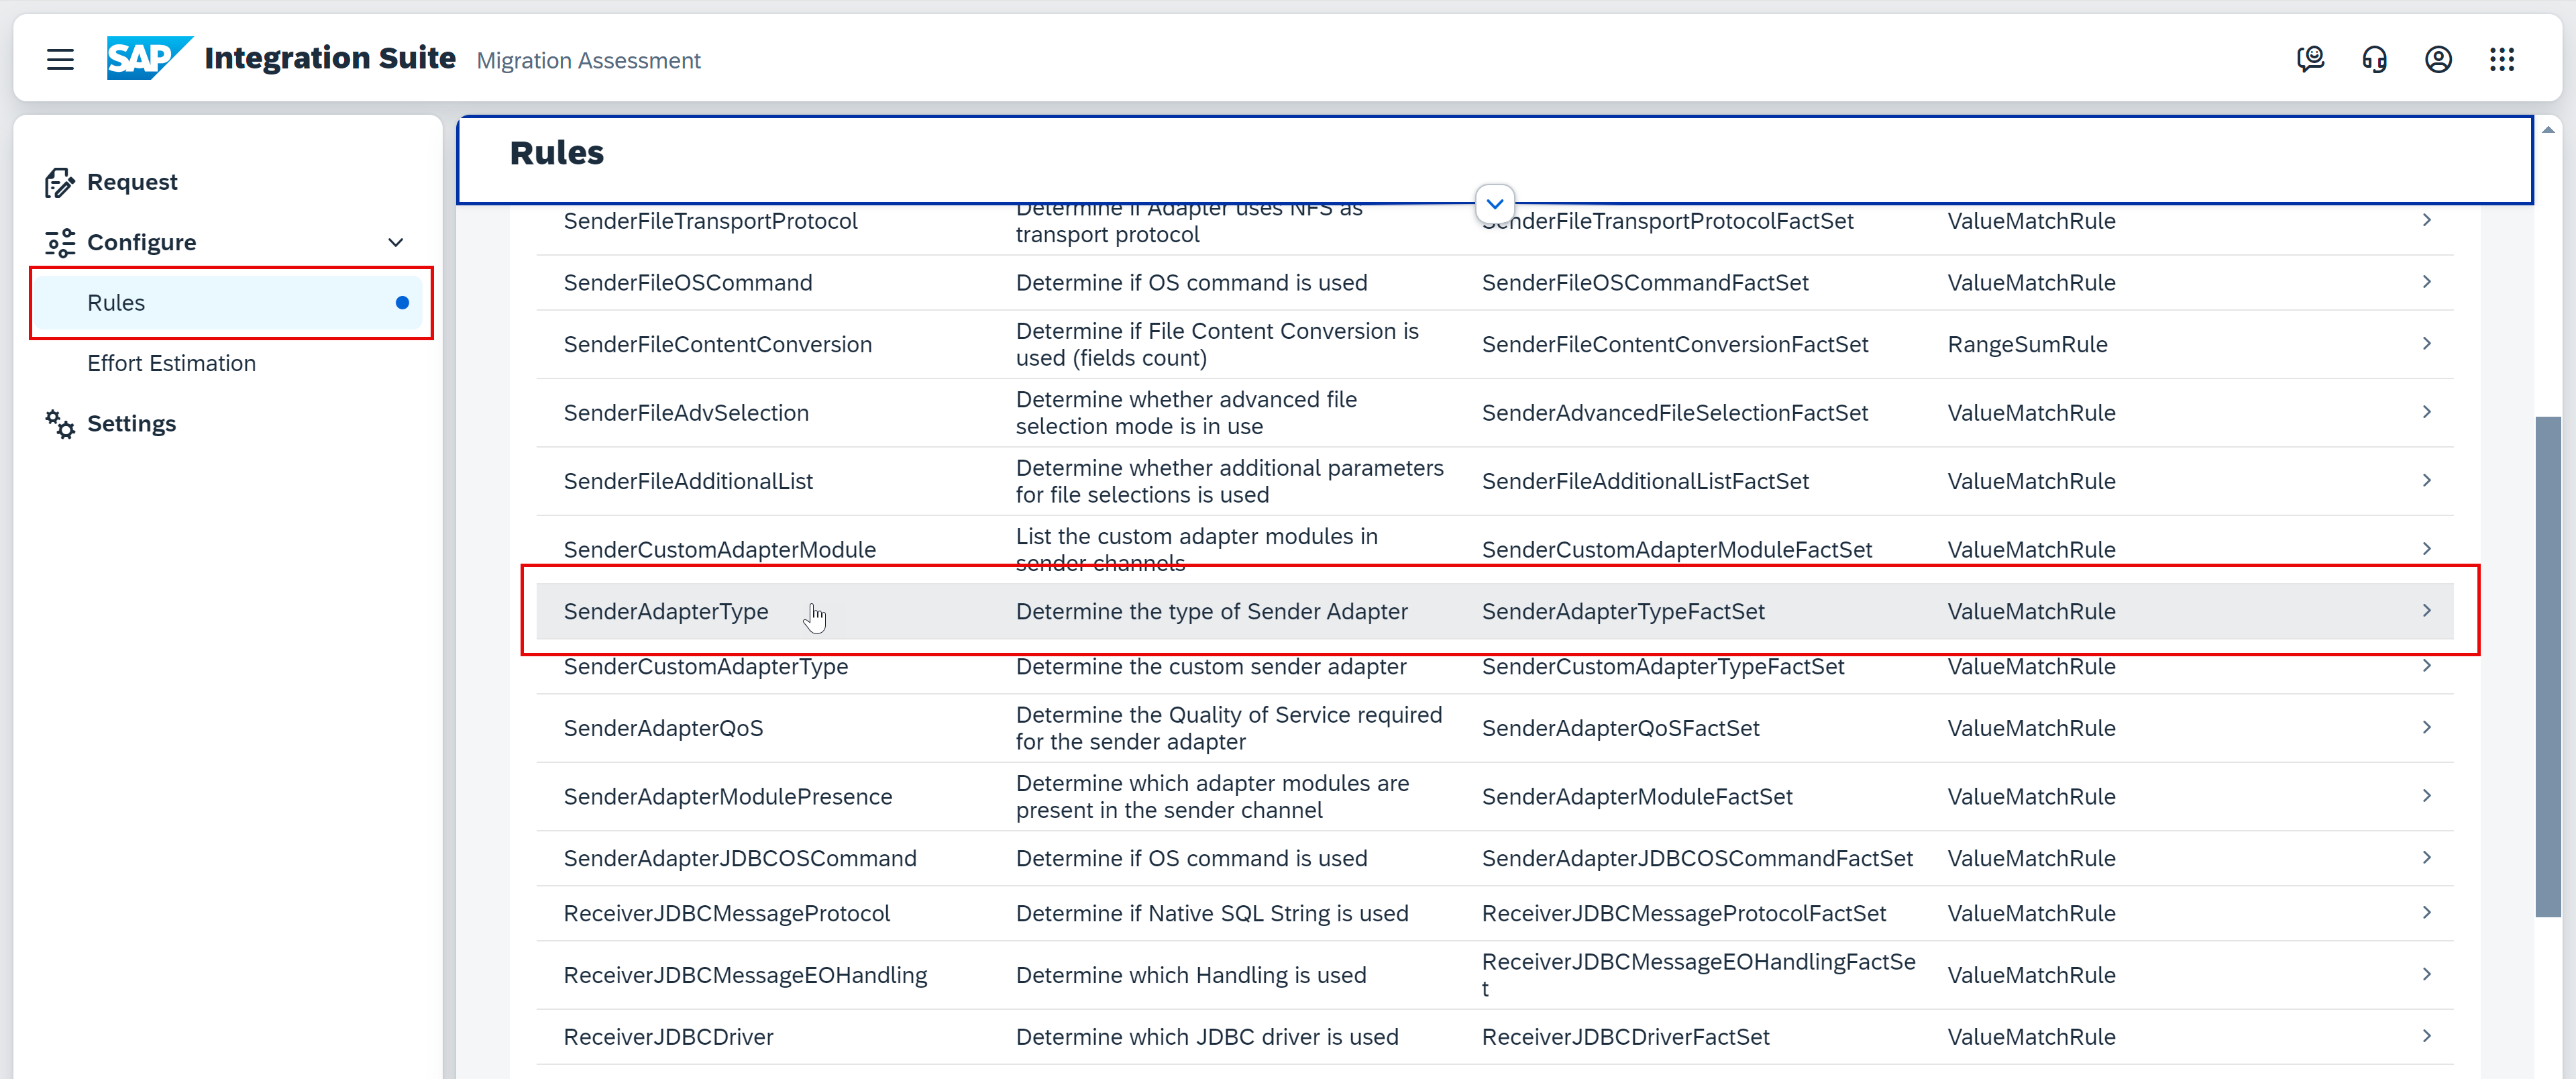 SAP Integration Suite Migration Assessment
Request
Configure
Rules
Effort Estimation
Settings
Rules
SenderFileTransportProtocol Determine if Adapter uses NFS as SenderFileTransportProtocolFactSet ValueMatchRule
transport protocol
SenderFileOSCommand Determine if OS command is used SenderFileOSCommandFactSet ValueMatchRule
SenderFileContentConversion Determine if File Content Conversion is SenderFileContentConversionFactSet RangeSumRule
used (fields count)
SenderFileAdvSelection Determine whether advanced file SenderAdvancedFileSelectionFactSet ValueMatchRule
selection mode is in use
SenderFileAdditionalList Determine whether additional parameters SenderFileAdditionalListFactSet ValueMatchRule
for file selections is used
SenderCustomAdapterModule List the custom adapter modules in SenderCustomAdapterModuleFactSet ValueMatchRule
sender channels
SenderAdapterType Determine the type of Sender Adapter SenderAdapterTypeFactSet ValueMatchRule
SenderCustomAdapterType Determine the custom sender adapter SenderCustomAdapterTypeFactSet ValueMatchRule
SenderAdapterQoS Determine the Quality of Service required SenderAdapterQoSFactSet ValueMatchRule
for the sender adapter
SenderAdapterModulePresence Determine which adapter modules are SenderAdapterModuleFactSet ValueMatchRule
present in the sender channel
SenderAdapterJDBCOSCommand Determine if OS command is used SenderAdapterJDBCOSCommandFactSet ValueMatchRule
ReceiverJDBCMessageProtocol Determine if Native SQL String is used ReceiverJDBCMessageProtocolFactSet ValueMatchRule
ReceiverJDBCMessageEOHandling Determine which Handling is used ReceiverJDBCMessageEOHandlingFactSe ValueMatchRule
t
ReceiverJDBCDriver Determine which JDBC driver is used ReceiverJDBCDriverFactSet ValueMatchRule